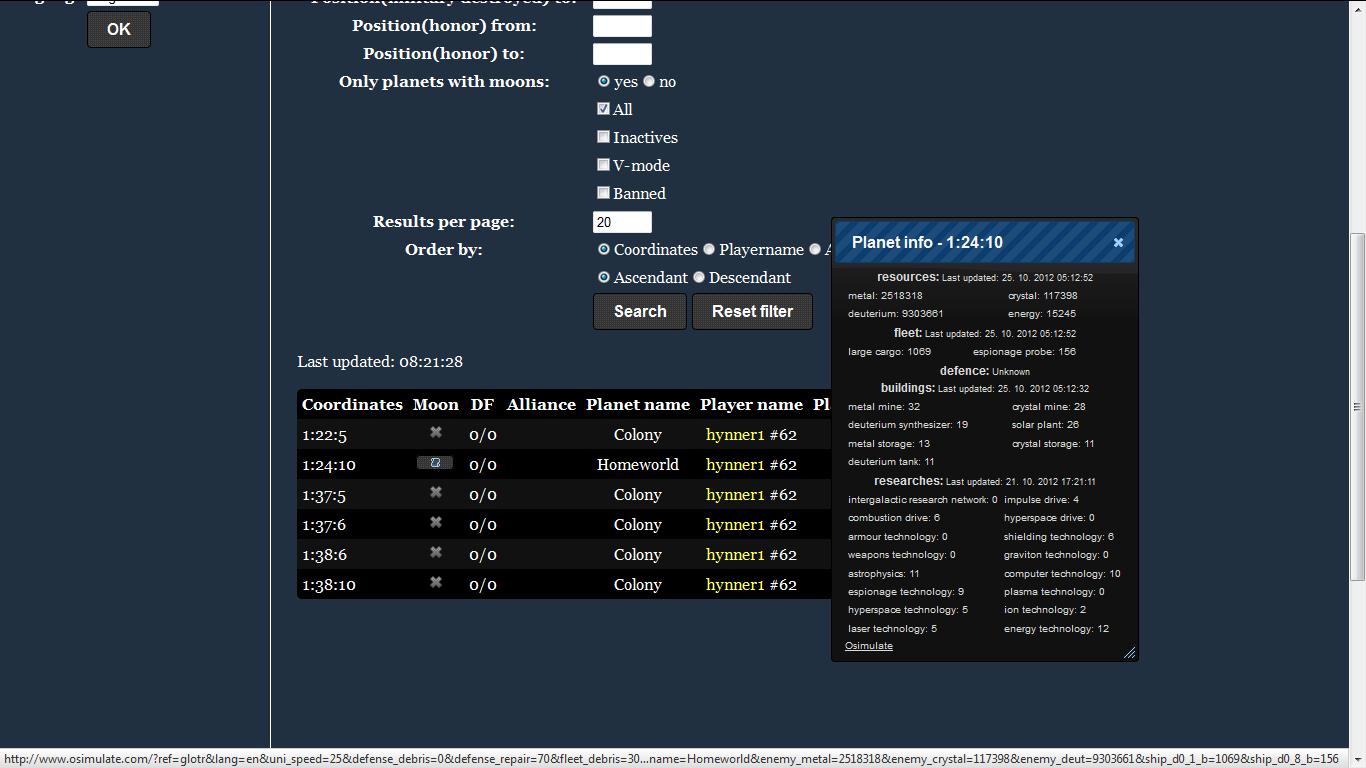 OK
Position(honor) from:
Position(honor) to:
Only planets with moons: yes no
All
Inactives
V-mode
Banned
Results per page: 20
Order by: Coordinates Playername
Ascendant Descendant
Search Reset filter
Last updated: 08:21:28
Coordinates Moon DF Alliance Planet name Player name
1:22:5 0/0 Colony hynner1 #62
1:24:10 0/0 Homeworld hynner1 #62
1:37:5 0/0 Colony hynner1 #62
1:37:6 0/0 Colony hynner1 #62
1:38:6 0/0 Colony hynner1 #62
1:38:10 0/0 Colony hynner1 #62
Planet info - 1:24:10
resources: Last updated: 25. 10. 2012 05:12:52
metal: 2518318 crystal: 117398
deuterium: 9303661 energy: 15245
fleet: Last updated: 25. 10. 2012 05:12:52
large cargo: 1069 espionage probe: 156
defence: Unknown
buildings: Last updated: 25. 10. 2012 05:12:32
metal mine: 32 crystal mine: 28
deuterium synthesizer: 19 solar plant: 26
metal storage: 13 crystal storage: 11
deuterium tank: 11
researches: Last updated: 21. 10. 2012 17:21:11
intergalactic research network: 0 impulse drive: 4
combustion drive: 6 hyperspace drive: 0
armour technology: 0 shielding technology: 6
weapons technology: 0 graviton technology: 0
astrophysics: 11 computer technology: 10
espionage technology: 9 plasma technology: 0
hyperspace technology: 5 ion technology: 2
laser technology: 5 energy technology: 12
Osimulate
http://www.osimulate.com/?ref=glotr&lang=en&uni_speed=25&defense_debris=0&defense_repair=70&fleet_debris=30...name=Homeworld&enemy_metal=2518318&enemy_crystal=117398&enemy_deut=9303661&ship_d0_1_b=1069&ship_d0_8_b=156